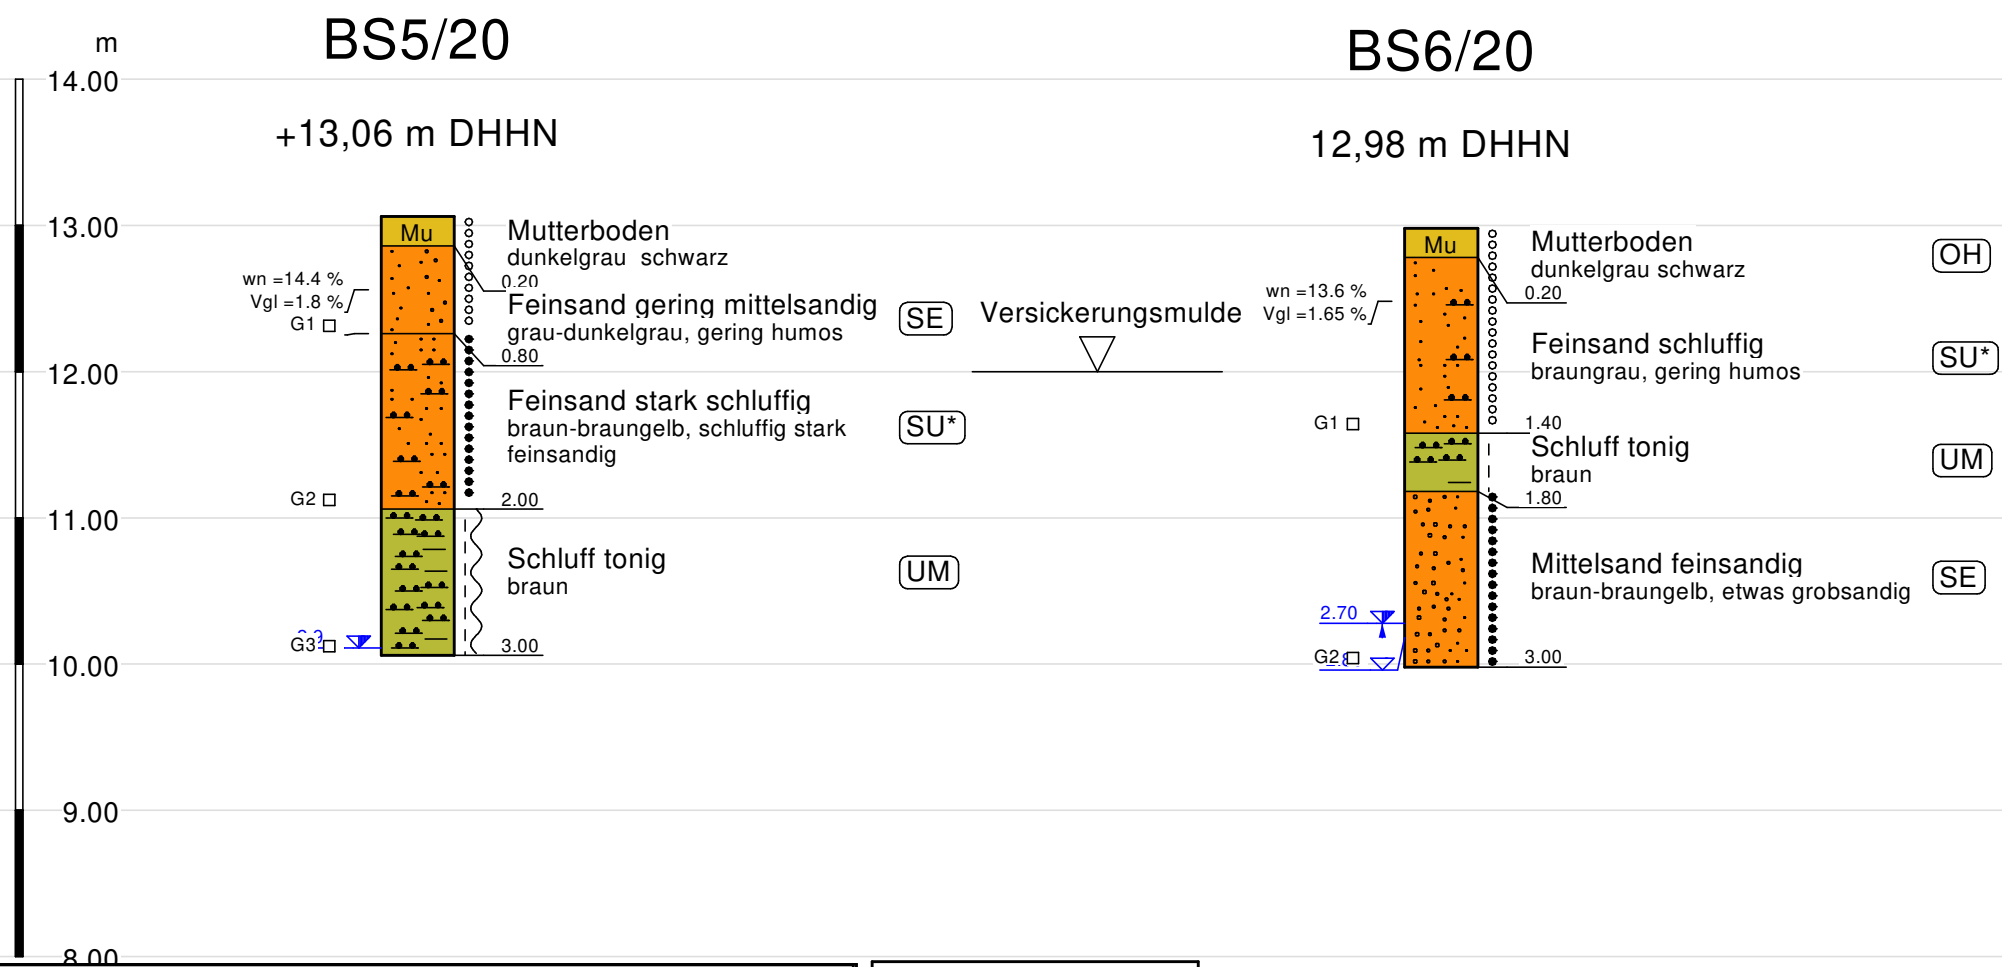 BS5/20
BS6/20
m
14.00
13.00
12.00
11.00
10.00
9.00
8.00
+13,06 m DHHN
Mu
Mutterboden
dunkelgrau schwarz
0.20
wn =14.4 %
Vgl =1.8 %
G1
Feinsand gering mittelsandig
grau-dunkelgrau, gering humos
SE
0.80
Feinsand stark schluffig
braun-braungelb, schluffig stark
feinsandig
SU*
G2
2.00
Schluff tonig
braun
UM
G3
3.00
Versickerungsmulde
12,98 m DHHN
Mu
Mutterboden
dunkelgrau schwarz
OH
0.20
wn =13.6 %
Vgl =1.65 %
Feinsand schluffig
braungrau, gering humos
SU*
G1
1.40
Schluff tonig
braun
UM
1.80
Mittelsand feinsandig
braun-braungelb, etwas grobsandig
SE
2.70
G2
3.00